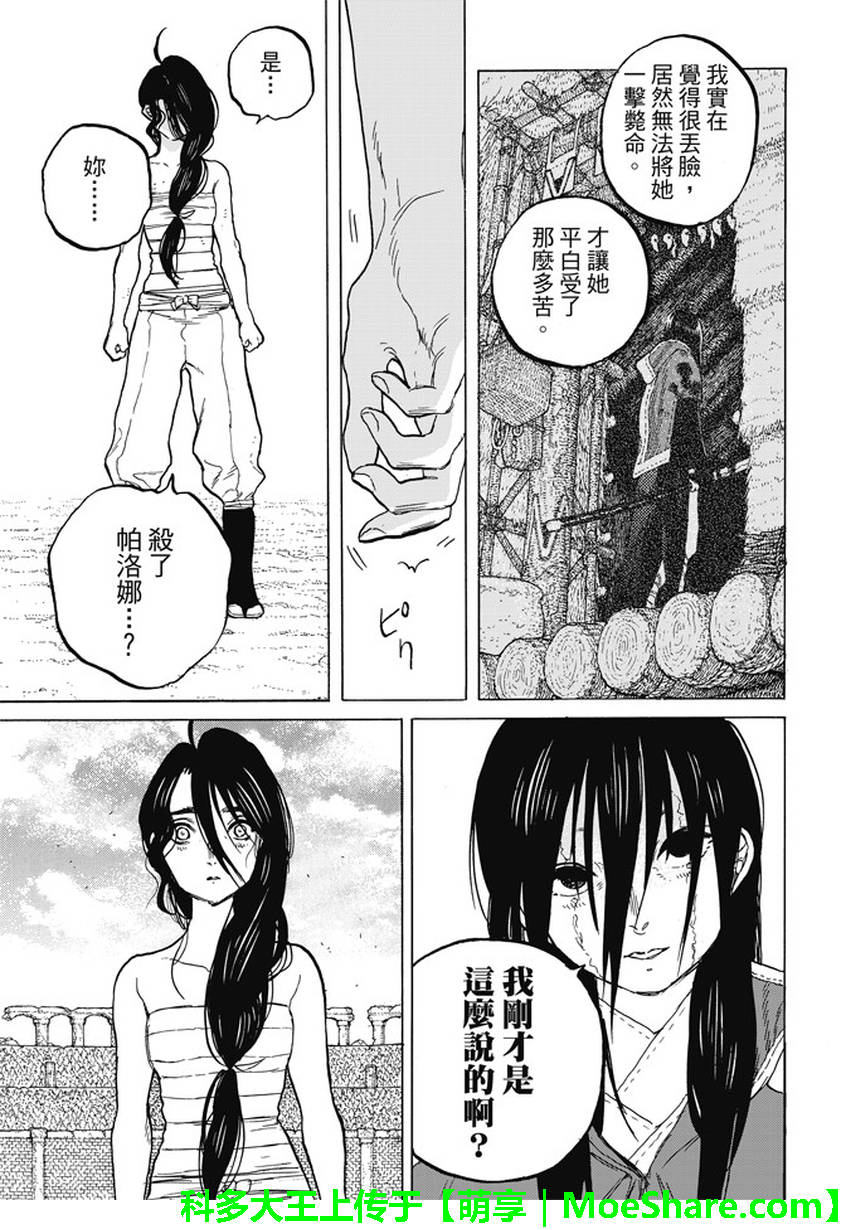 我實在
覺得很丟臉，
居然無法將她
一擊斃命。
才讓她
平白受了
那麼多苦。
ピク
是…
妳……
殺了
帕洛娜…?
我剛才是
這麼說的啊?
科多大王上传于【萌享｜MoeShare.com】